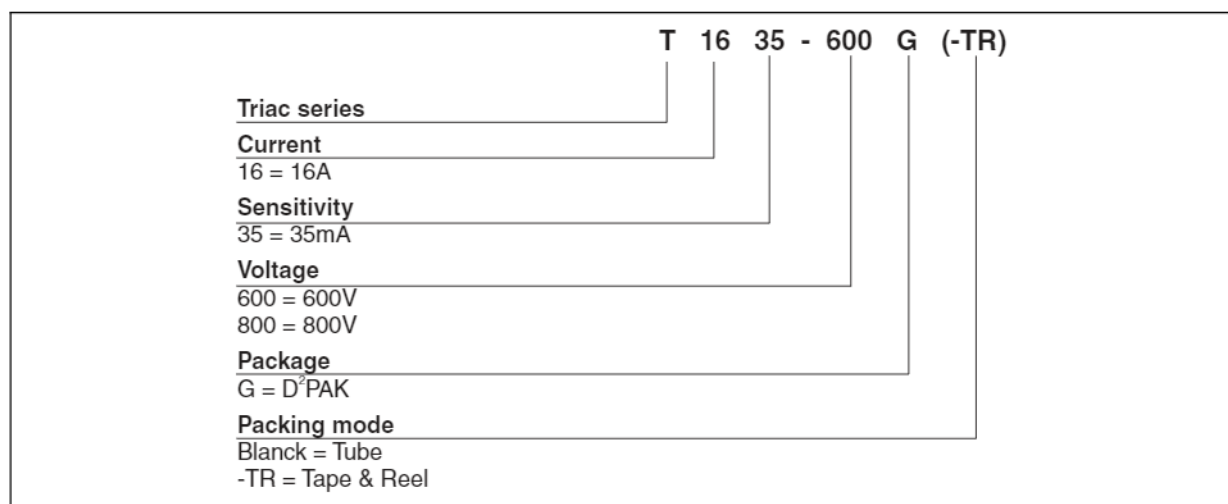 T 16 35 - 600 G (-TR)
Triac series
Current
16 = 16A
Sensitivity
35 = 35mA
Voltage
600 = 600V
800 = 800V
Package
G = D²PAK
Packing mode
Blanck = Tube
-TR = Tape & Reel